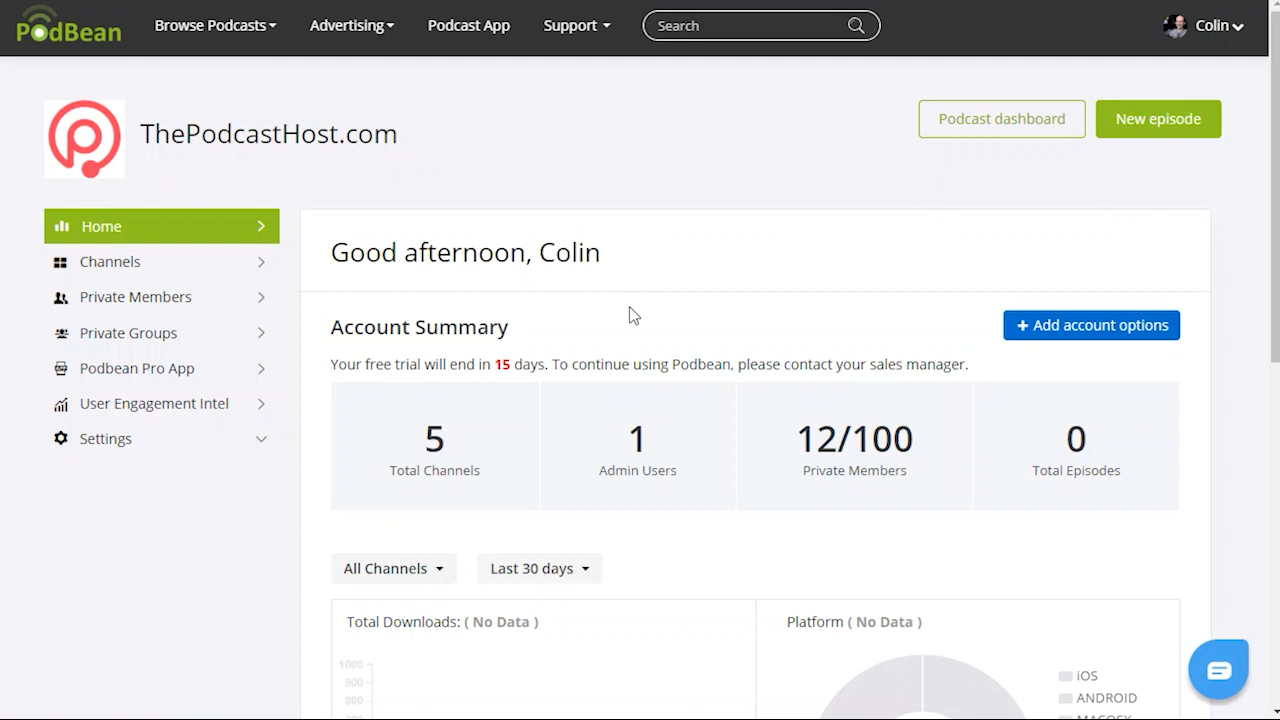 PodBean
Browse Podcasts
Advertising
Podcast App
Support
Search
Colin
ThePodcastHost.com
Podcast dashboard
New episode
Home
Channels
Private Members
Private Groups
Podbean Pro App
User Engagement Intel
Settings
Good afternoon, Colin
Account Summary
+ Add account options
Your free trial will end in 15 days. To continue using Podbean, please contact your sales manager.
5
Total Channels
1
Admin Users
12/100
Private Members
0
Total Episodes
All Channels
Last 30 days
Total Downloads: ( No Data )
1000
900
800
Platform ( No Data )
iOS
ANDROID